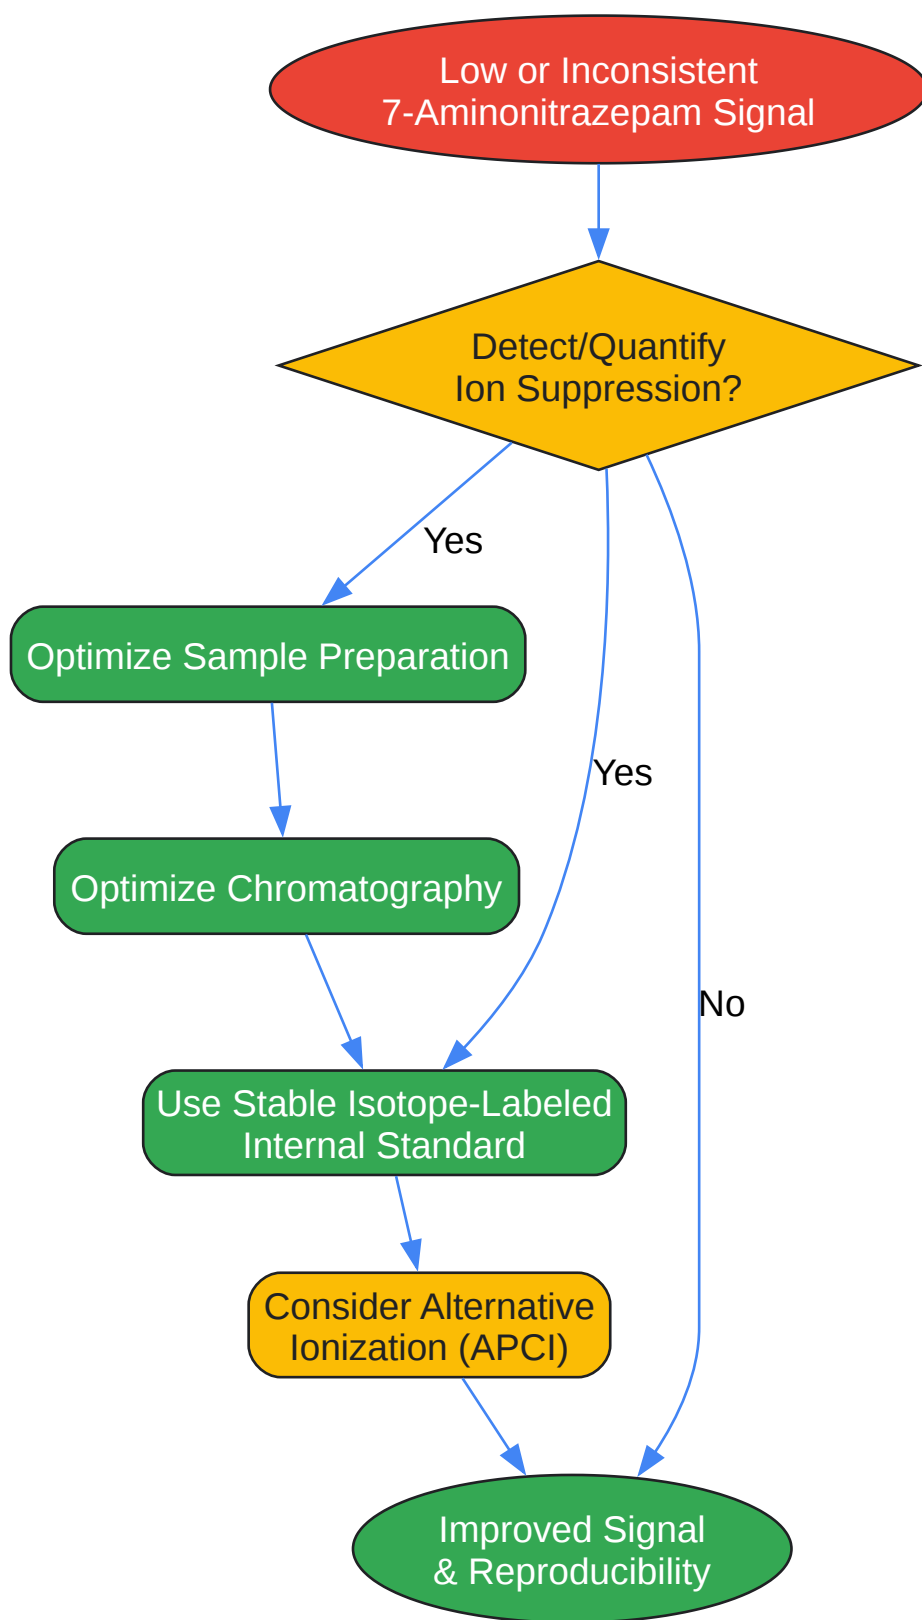 Low or Inconsistent
7-Aminonitrazepam Signal
Detect/Quantify
Ion Suppression?
Yes
Optimize Sample Preparation
Yes
Optimize Chromatography
No
Use Stable Isotope-Labeled
Internal Standard
Consider Alternative
Ionization (APCI)
Improved Signal
& Reproducibility